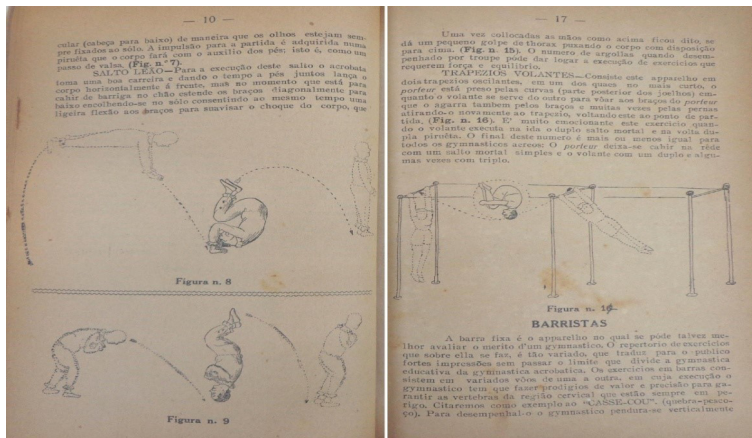 — 10 —
cular (cabeça para baixo) de maneira que os olhos estejam sem-
pre fixados ao sólo. A impulsão para a partida é adquirida numa
piruêta que o corpo fará com o auxilio dos pés; isto é, como um
passo de valsa. (Fig. n. 7).
SALTO LEÃO—Para a execução deste salto o acrobata
toma uma boa carreira e dando o tempo a pés juntos lança o
corpo horizontalmente á frente, mas no momento que está para
cahir de barriga no chão estende os braços diagonalmente para
baixo encolhendo-se no sólo consentindo ao mesmo tempo uma
ligeira flexão aos braços para suavisar o choque do corpo, que
Figura n. 8
Figura n. 9
— 17 —
Uma vez collocadas as mãos como acima ficou dito, se
dá um pequeno golpe de thorax puxando o corpo com disposição
para cima. (Fig. n. 15). O numero de argollas quando desem-
penhado por troupe póde dar logar a execução de exercicios que
requerem força e equilibrio.
TRAPEZIOS VOLANTES—Consiste este apparelho em
dois trapezios oscilantes, em um dos quaes no mais curto, o
porteur está preso pelas curvas (parte posterior dos joelhos) em-
quanto o volante se serve do outro para vôar aos braços do porteur
que o agarra tambem pelos braços e muitas vezes pelas pernas
atirando-o novamente ao trapezio, voltando este ao ponto de par-
tida, (Fig. n. 16). E' muito emocionante este exercicio quan-
do o volante executa na ida o duplo salto mortal e na volta du-
pla piruêta. O final deste numero é mais ou menos igual para
todos os gymnasticos aereos: O porteur deixa-se cahir na rêde
com um salto mortal simples e o volante com um duplo e algu-
mas vezes com triplo.
Figura n.
BARRISTAS
A barra fixa é o apparelho no qual se póde talvez me-
lhor avaliar o merito d'um gymnastico. O repertorio de exercicios
que sobre ella se faz, é tão variado, que traduz para o publico
fortes impressões sem passar o limite que divide a gymnastica
educativa da gymnastica acrobatica. Os exercicios em barras con-
sistem em variados vôos de uma a outra, em cuja execução o
gymnastico tem que fazer prodigios de valor e precisão para ga-
rantir as vertebras da região cervical que estão sempre em pe-
rigo. Citaremos como exemplo ao "CASSE-COU". (quebra-pesco-
ço). Para desempenhal-o o gymnastico pendura-se verticalmente